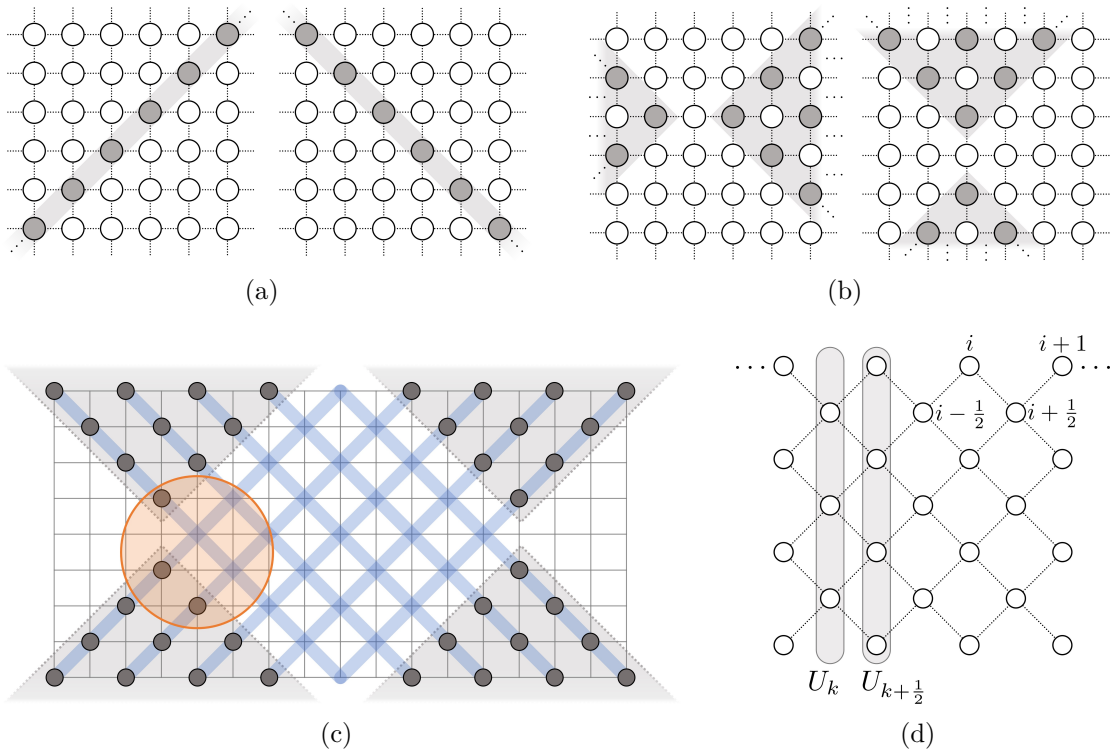 (a)
(b)
(c)
i
i + 1
i − 1/2
i + 1/2
U_k
U_{k+1/2}
(d)